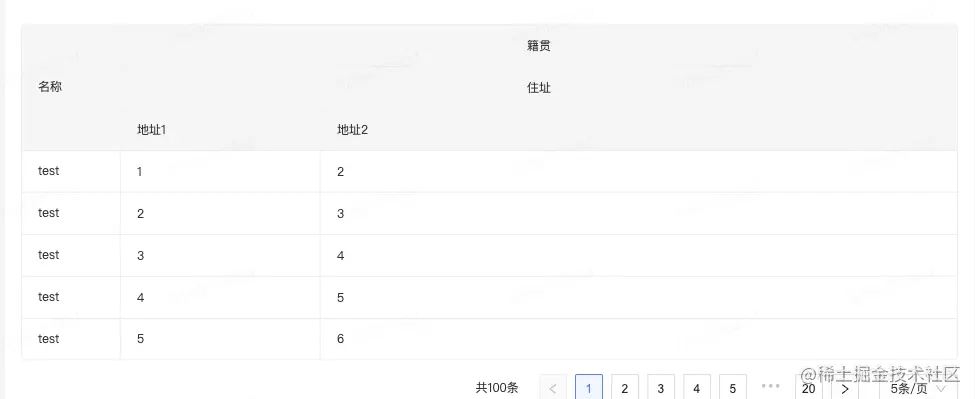 籍贯
名称
住址
地址1 地址2
test 1 2
test 2 3
test 3 4
test 4 5
test 5 6
共100条 < 1 2 3 4 5 ••• 20 > 5条/页
@稀土掘金技术社区